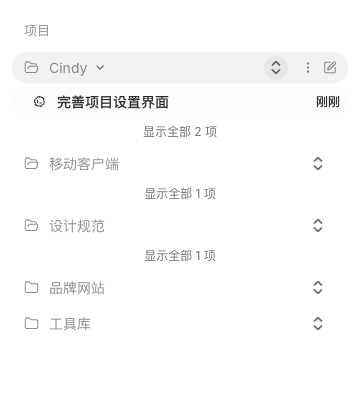 项目
Cindy
完善项目设置界面 刚刚
显示全部 2 项
移动客户端
显示全部 1 项
设计规范
显示全部 1 项
品牌网站
工具库